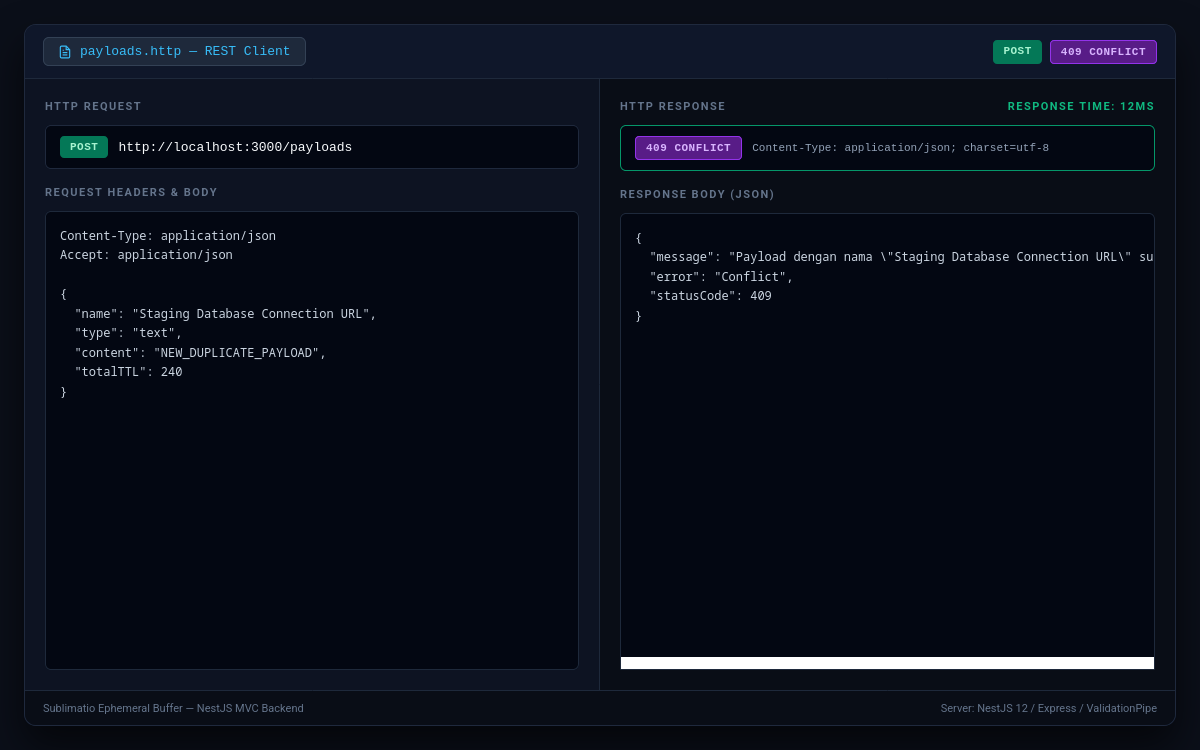 payloads.http — REST Client
POST
409 CONFLICT
HTTP REQUEST
POST
http://localhost:3000/payloads
REQUEST HEADERS & BODY
Content-Type: application/json
Accept: application/json
{
  "name": "Staging Database Connection URL",
  "type": "text",
  "content": "NEW_DUPLICATE_PAYLOAD",
  "totalTTL": 240
}
HTTP RESPONSE
RESPONSE TIME: 12MS
409 CONFLICT
Content-Type: application/json; charset=utf-8
RESPONSE BODY (JSON)
{
  "message": "Payload dengan nama \"Staging Database Connection URL\" su
  "error": "Conflict",
  "statusCode": 409
}
Sublimatio Ephemeral Buffer — NestJS MVC Backend
Server: NestJS 12 / Express / ValidationPipe